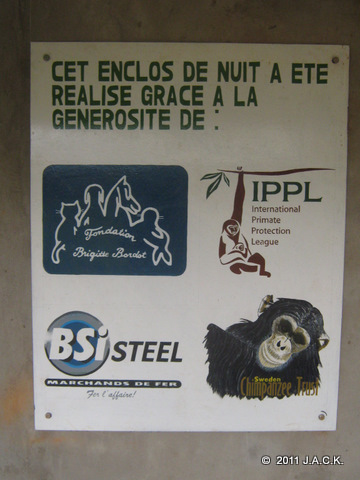 CET ENCLOS DE NUIT A ETE
REALISE GRACE A LA
GENEROSITE DE :
Fondation
Brigitte Bardot
IPPL
International
Primate
Protection
League
BSi STEEL
MARCHANDS DE FER
Fer l'affaire!
Sweden
Chimpanzee Trust
© 2011 J.A.C.K.